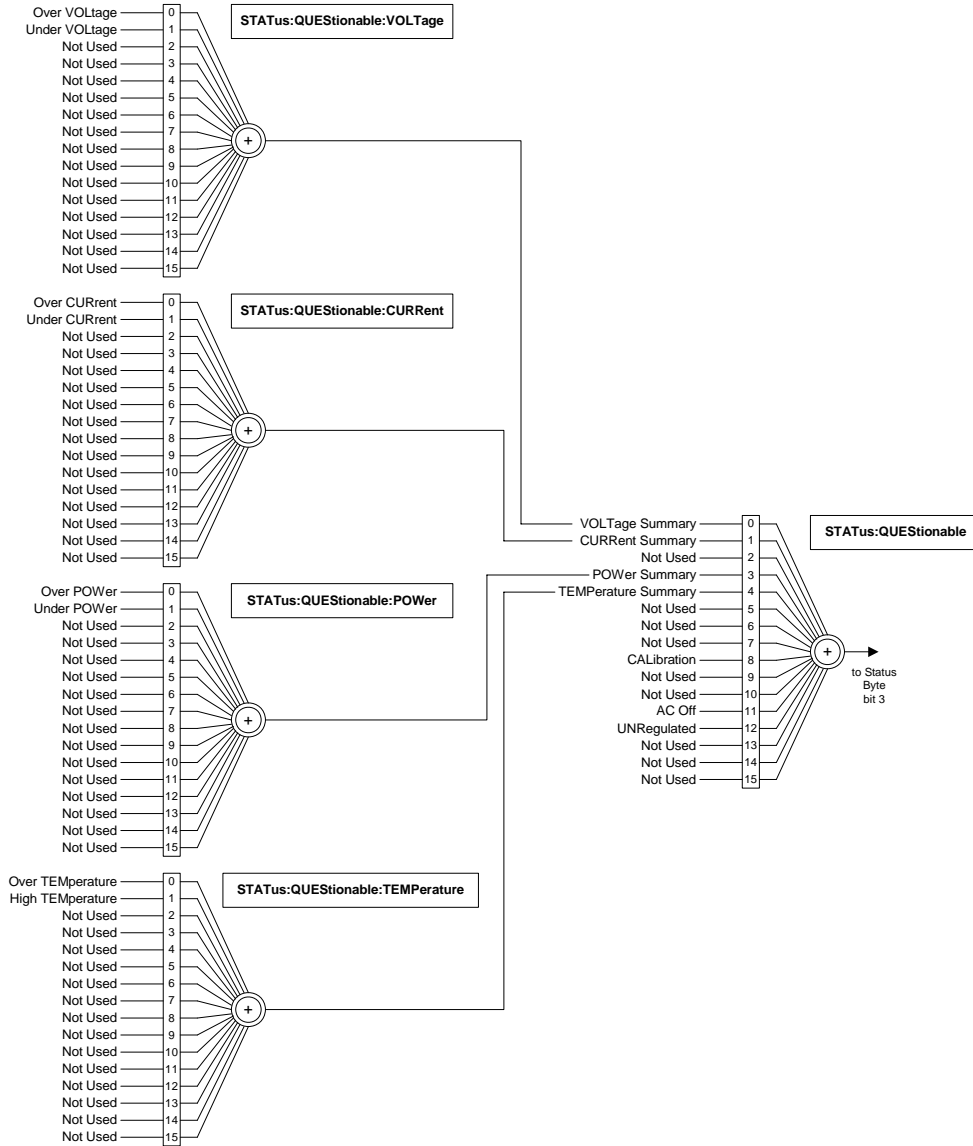 STATus:QUEStionable:VOLTage
Over VOLtage 0
Under VOLtage 1
Not Used 2
Not Used 3
Not Used 4
Not Used 5
Not Used 6
Not Used 7
Not Used 8
Not Used 9
Not Used 10
Not Used 11
Not Used 12
Not Used 13
Not Used 14
Not Used 15
+
STATus:QUEStionable:CURRent
Over CURrent 0
Under CURrent 1
Not Used 2
Not Used 3
Not Used 4
Not Used 5
Not Used 6
Not Used 7
Not Used 8
Not Used 9
Not Used 10
Not Used 11
Not Used 12
Not Used 13
Not Used 14
Not Used 15
+
STATus:QUEStionable:POWer
Over POWer 0
Under POWer 1
Not Used 2
Not Used 3
Not Used 4
Not Used 5
Not Used 6
Not Used 7
Not Used 8
Not Used 9
Not Used 10
Not Used 11
Not Used 12
Not Used 13
Not Used 14
Not Used 15
+
STATus:QUEStionable:TEMPerature
Over TEMperature 0
High TEMperature 1
Not Used 2
Not Used 3
Not Used 4
Not Used 5
Not Used 6
Not Used 7
Not Used 8
Not Used 9
Not Used 10
Not Used 11
Not Used 12
Not Used 13
Not Used 14
Not Used 15
+
STATus:QUEStionable
VOLTage Summary 0
CURRent Summary 1
Not Used 2
POWer Summary 3
TEMPerature Summary 4
Not Used 5
Not Used 6
Not Used 7
CALibration 8
Not Used 9
Not Used 10
AC Off 11
UNRegulated 12
Not Used 13
Not Used 14
Not Used 15
+
to Status
Byte
bit 3